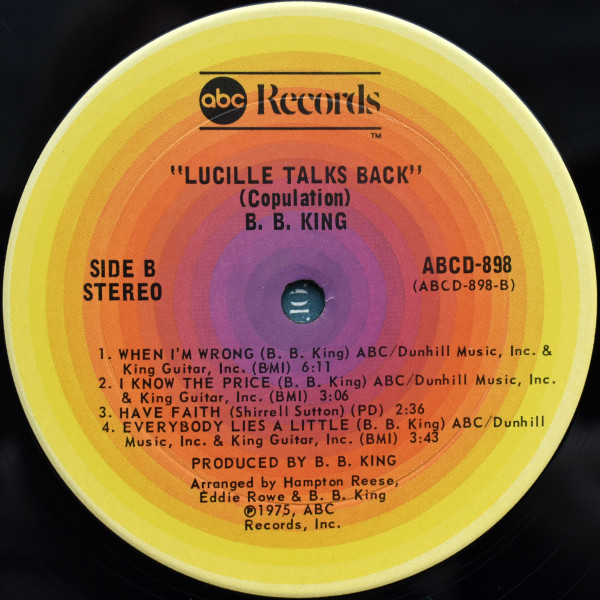 abc Records
TM
"LUCILLE TALKS BACK"
(Copulation)
B. B. KING
SIDE B
STEREO
ABCD-898
(ABCD-898-B)
1. WHEN I'M WRONG (B. B. King) ABC/Dunhill Music, Inc. &
King Guitar, Inc. (BMI) 6:11
2. I KNOW THE PRICE (B. B. King) ABC/Dunhill Music, Inc.
& King Guitar, Inc. (BMI) 3:06
3. HAVE FAITH (Shirrell Sutton) (PD) 2:36
4. EVERYBODY LIES A LITTLE (B. B. King) ABC/Dunhill
Music, Inc. & King Guitar, Inc. (BMI) 3:43
PRODUCED BY B. B. KING
Arranged by Hampton Reese,
Eddie Rowe & B. B. King
℗1975, ABC
Records, Inc.